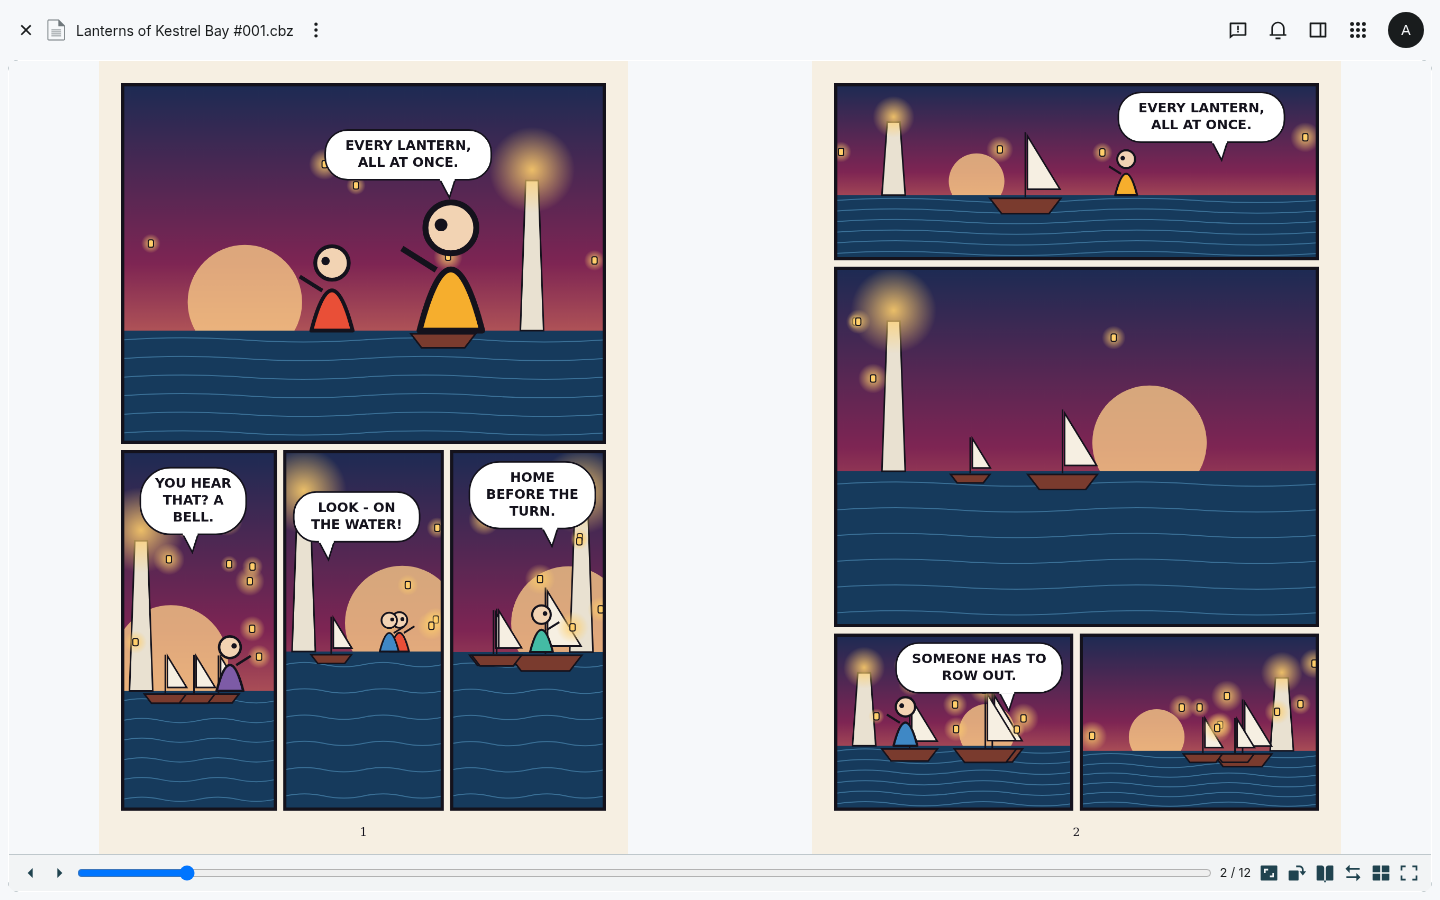 Lanterns of Kestrel Bay #001.cbz
A
EVERY LANTERN,
ALL AT ONCE.
YOU HEAR
THAT? A
BELL.
LOOK - ON
THE WATER!
HOME
BEFORE THE
TURN.
1
EVERY LANTERN,
ALL AT ONCE.
SOMEONE HAS TO
ROW OUT.
2
2 / 12